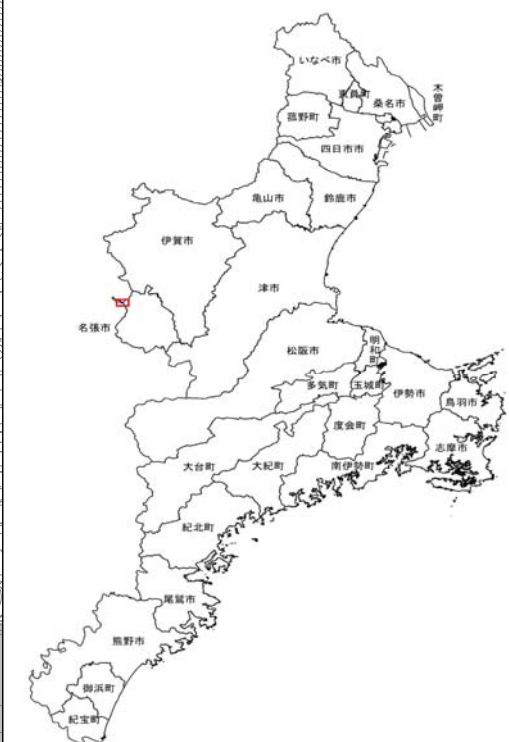 いなべ市
東員町
桑名市
木曽岬町
菰野町
四日市市
亀山市
鈴鹿市
伊賀市
津市
名張市
松阪市
明和町
多気町
玉城町
伊勢市
鳥羽市
度会町
志摩市
大台町
大紀町
南伊勢町
紀北町
尾鷲市
熊野市
御浜町
紀宝町